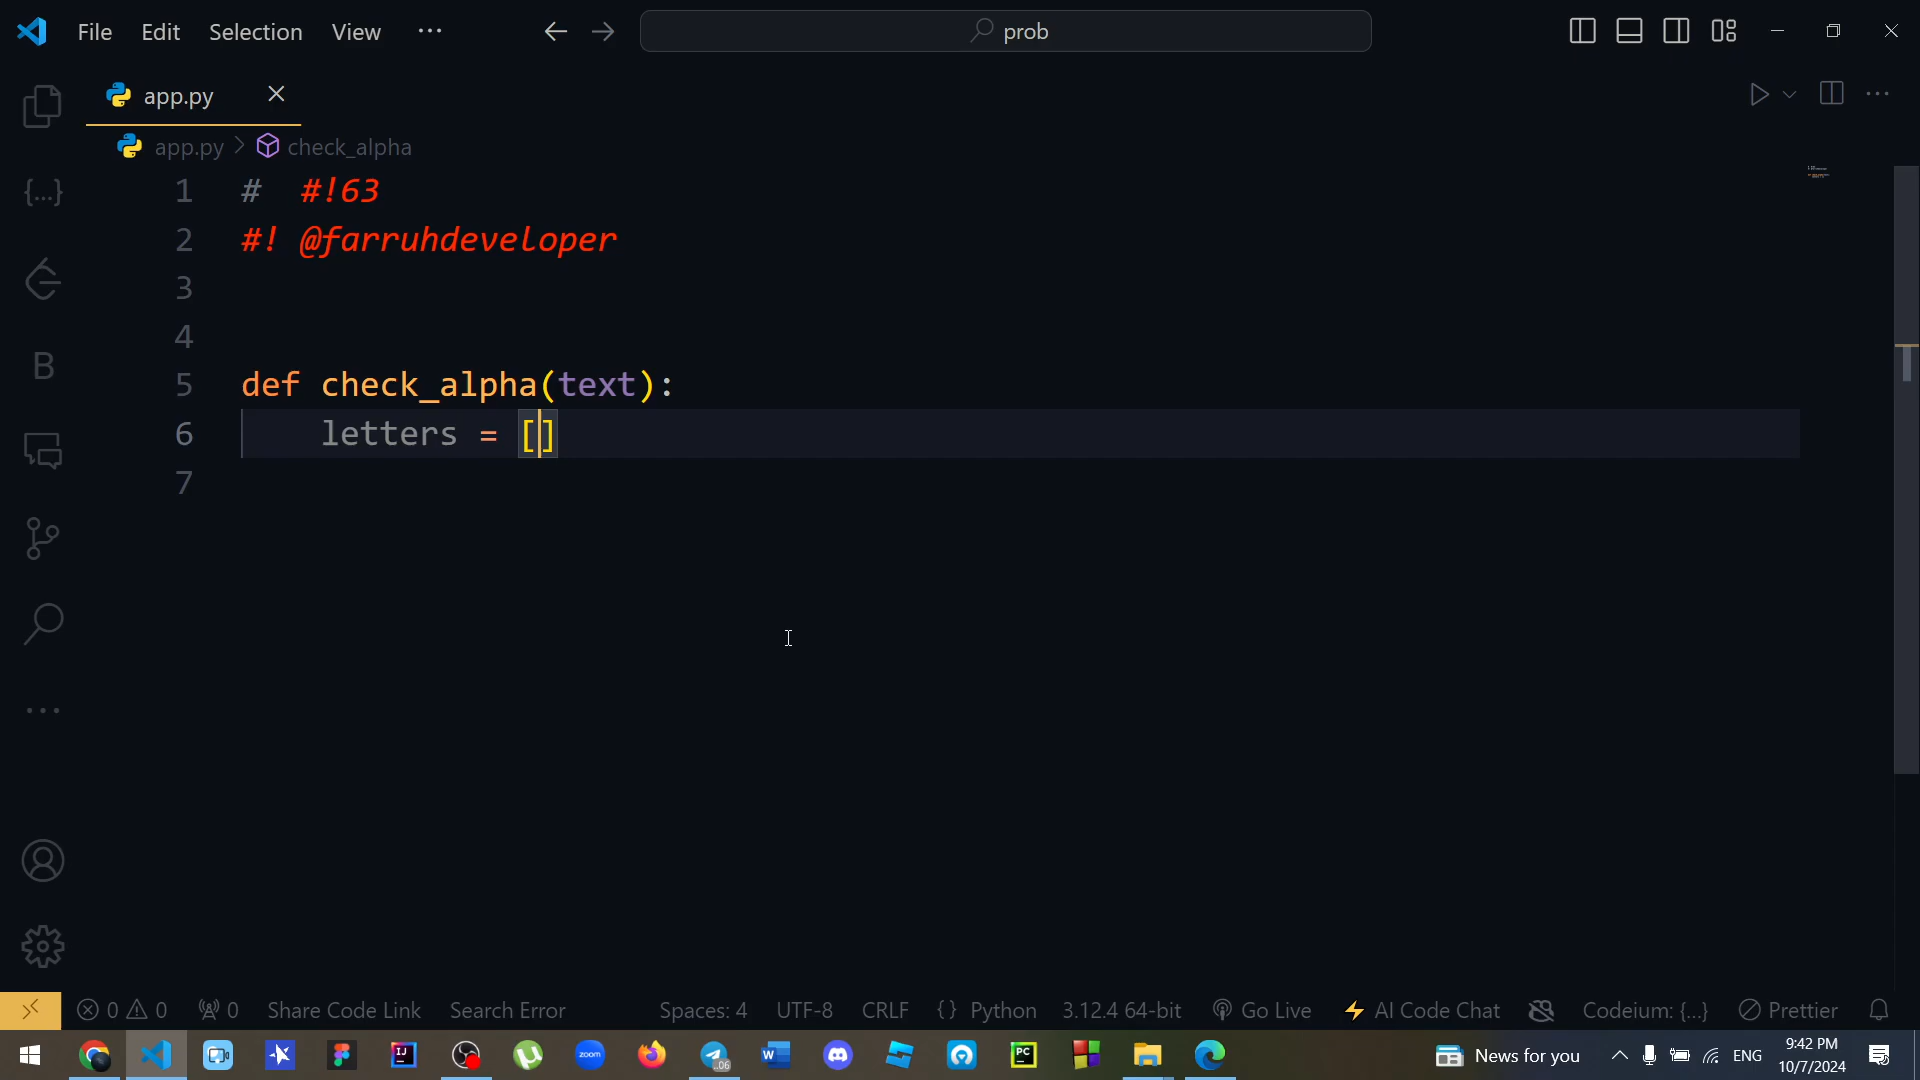 File Edit Selection View ··· prob
app.py
app.py > check_alpha
1 #  #!63
2 #! @farruhdeveloper
3
4
5 def check_alpha(text):
6     letters = []
7
0 0 0 Share Code Link Search Error Spaces: 4 UTF-8 CRLF {} Python 3.12.4 64-bit Go Live AI Code Chat Codeium: {...} Prettier
News for you ENG 9:42 PM
10/7/2024